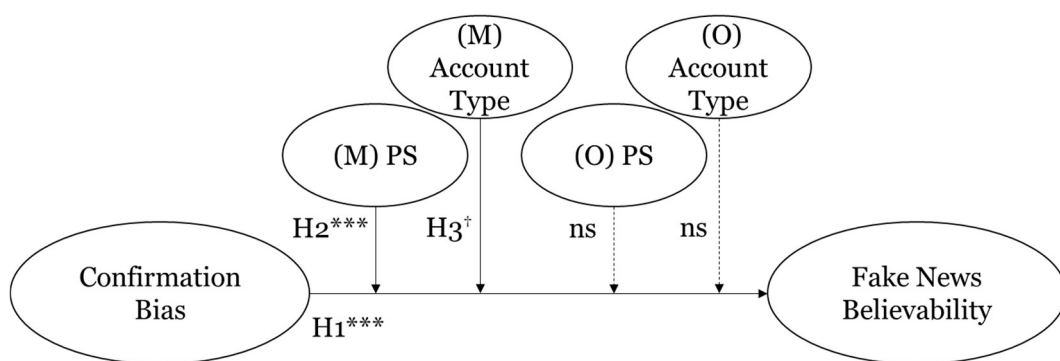 (M)
Account
Type
(O)
Account
Type
(M) PS
(O) PS
H2***
H3†
ns
ns
Confirmation
Bias
Fake News
Believability
H1***